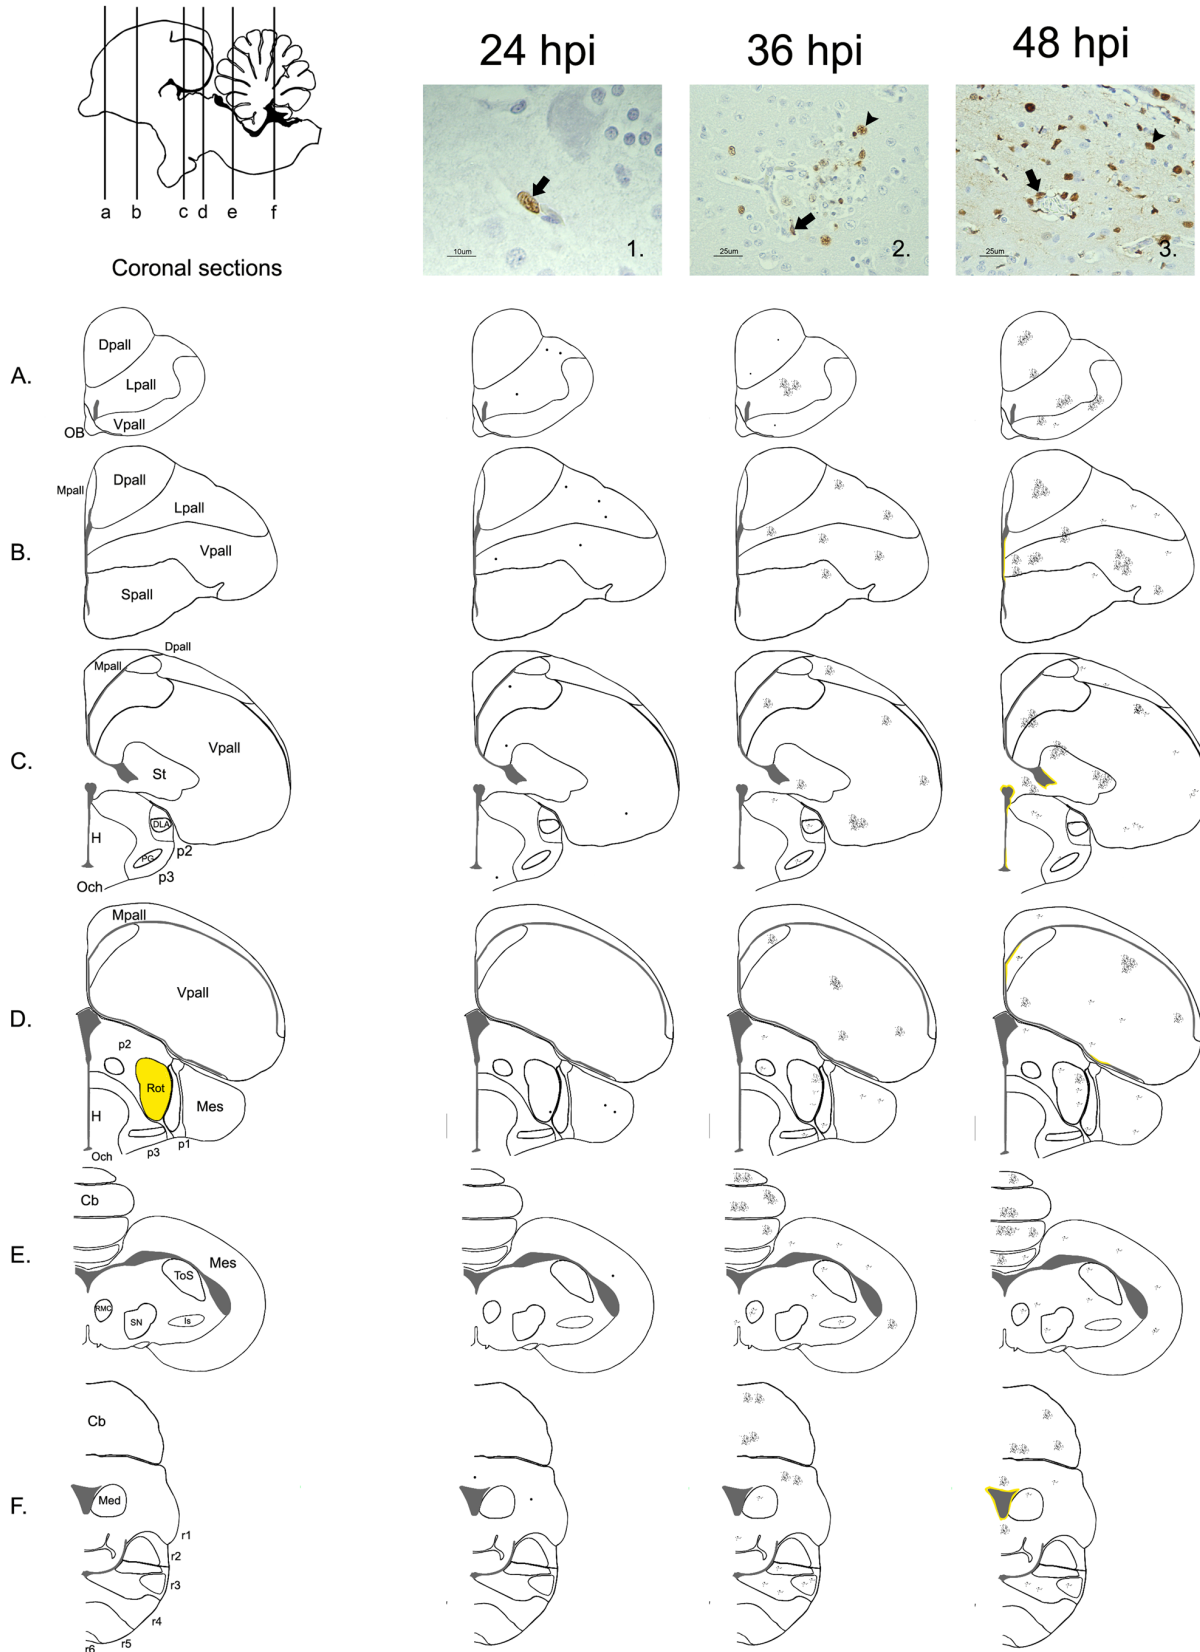 24 hpi
36 hpi
48 hpi
10um
1.
25um
2.
25um
3.
a b c d e f
Coronal sections
A.
Dpall
Lpall
Vpall
OB
B.
Mpall
Dpall
Lpall
Vpall
Spall
C.
Dpall
Mpall
Vpall
St
DLA
H
p2
PG
p3
Och
D.
Mpall
Vpall
p2
Rot
Mes
H
p1
p3
Och
E.
Cb
Mes
ToS
RMC
SN
Is
F.
Cb
Med
r1
r2
r3
r4
r5
r6